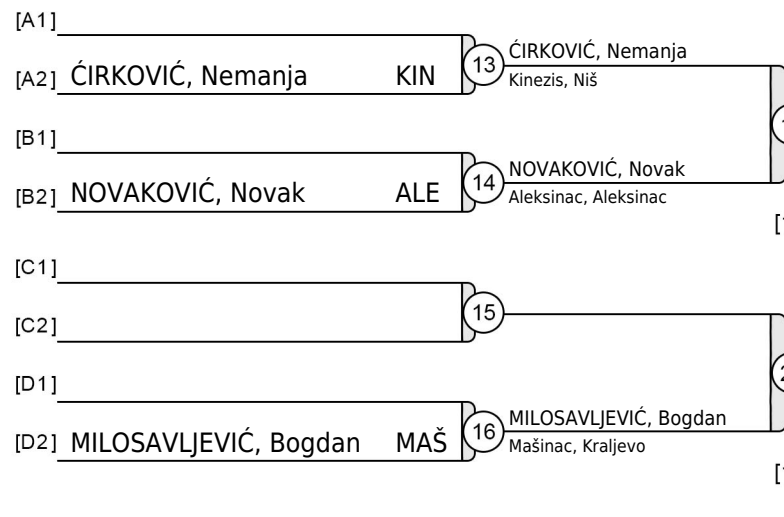 [A1]
13
ĆIRKOVIĆ, Nemanja
[A2] ĆIRKOVIĆ, Nemanja KIN
Kinezis, Niš
[B1]
14
NOVAKOVIĆ, Novak
[B2] NOVAKOVIĆ, Novak ALE
Aleksinac, Aleksinac
[C1]
15
[C2]
[D1]
16
MILOSAVLJEVIĆ, Bogdan
[D2] MILOSAVLJEVIĆ, Bogdan MAŠ
Mašinac, Kraljevo